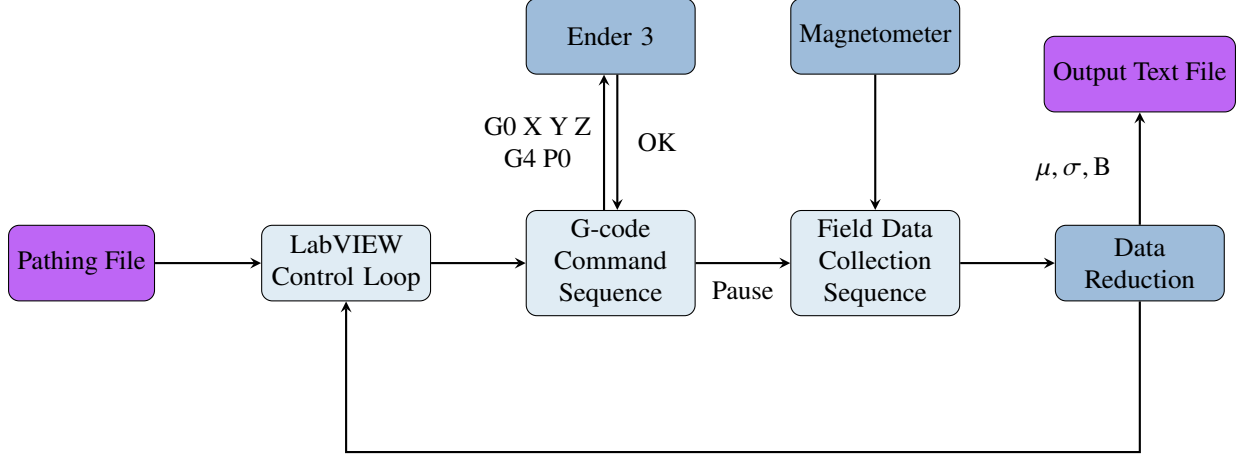 Ender 3
Magnetometer
Output Text File
G0 X Y Z
G4 P0
OK
μ, σ, B
Pathing File
LabVIEW
Control Loop
G-code
Command
Sequence
Pause
Field Data
Collection
Sequence
Data
Reduction